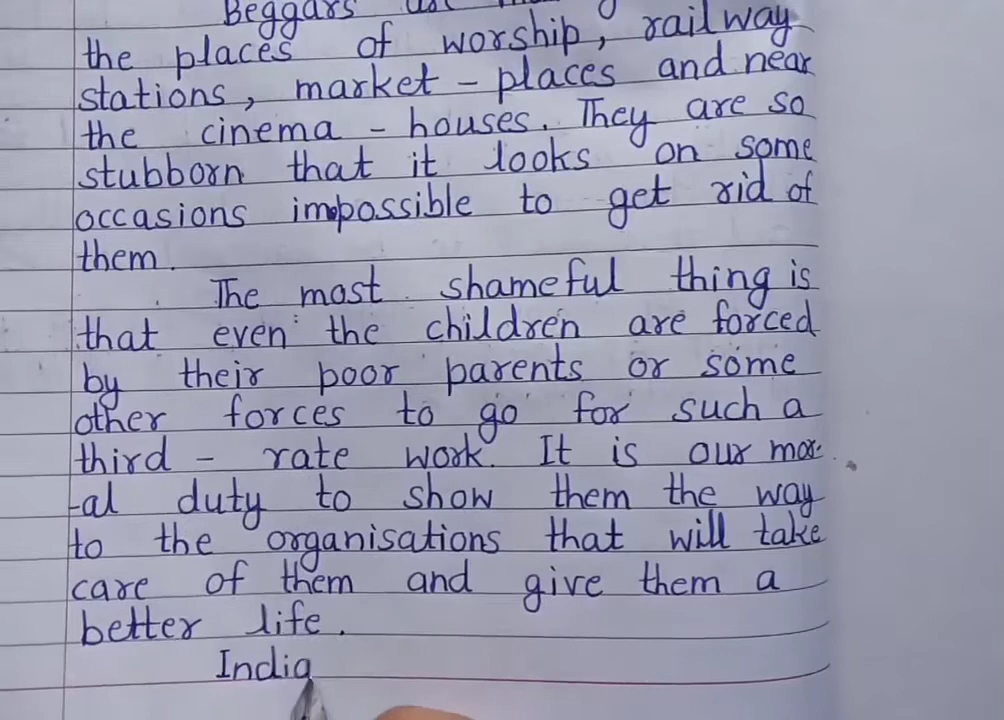 Beggars
the places of worship, railway
stations, market - places and near
the cinema - houses. They are so
stubborn that it looks on some
occasions impossible to get rid of
them.
The most shameful thing is
that even the children are forced
by their poor parents or some
other forces to go for such a
third - rate work. It is our mor
-al duty to show them the way
to the organisations that will take
care of them and give them a
better life.
India